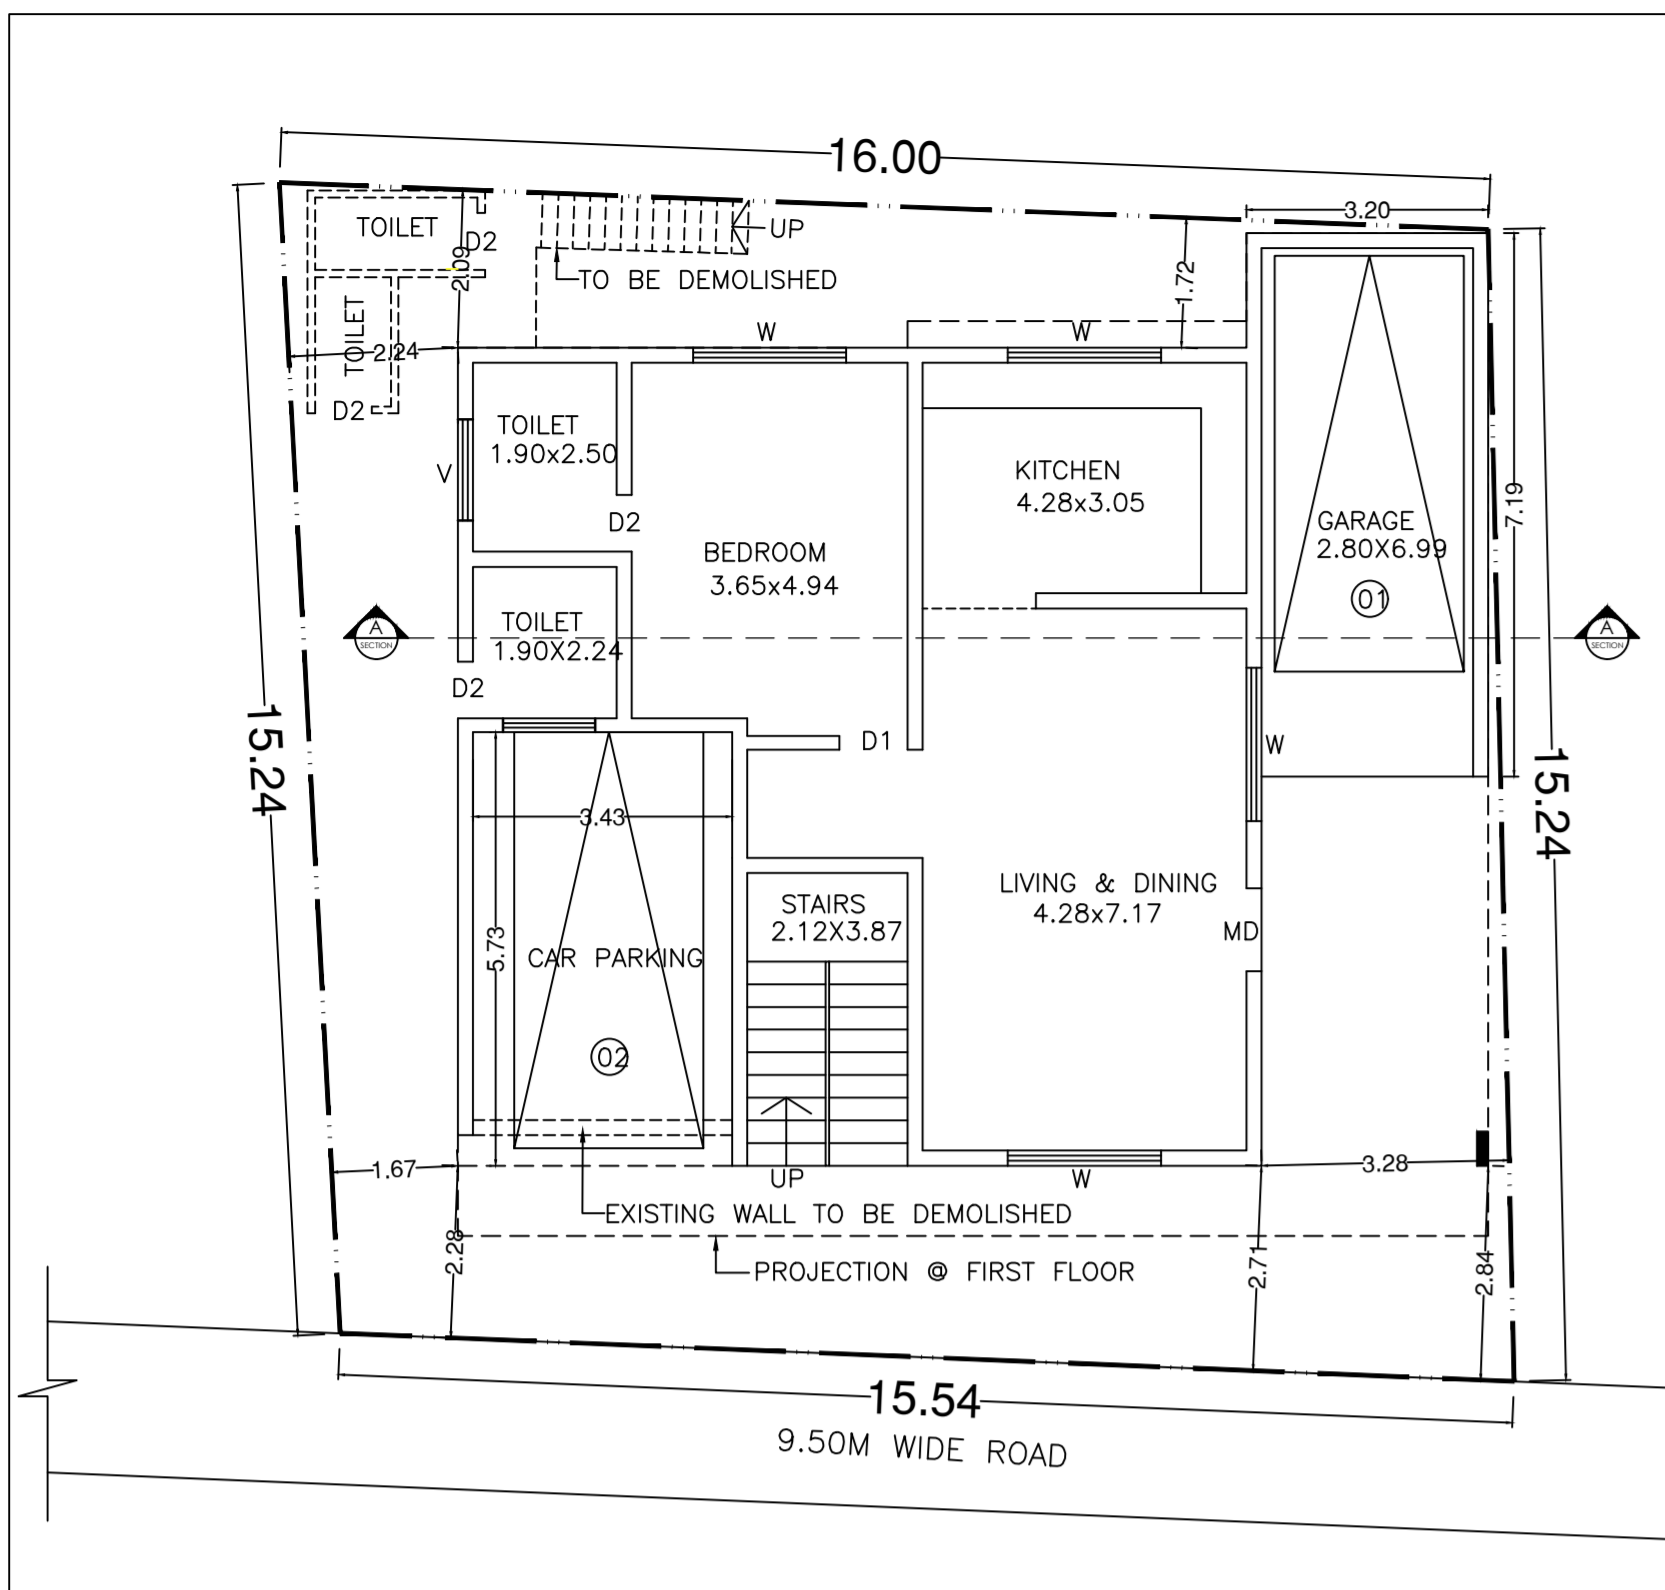 16.00
3.20
TOILET
D2
UP
2.09
TO BE DEMOLISHED
1.72
TOILET
2.24
D2
W
W
TOILET
1.90x2.50
V
D2
KITCHEN
4.28x3.05
7.19
GARAGE
2.80X6.99
01
BEDROOM
3.65x4.94
A
SECTION
TOILET
1.90X2.24
D2
A
SECTION
15.24
D1
W
15.24
3.43
LIVING & DINING
4.28x7.17
STAIRS
2.12X3.87
MD
5.73
CAR PARKING
02
1.67
UP
W
3.28
EXISTING WALL TO BE DEMOLISHED
2.28
PROJECTION @ FIRST FLOOR
2.71
2.84
15.54
9.50M WIDE ROAD